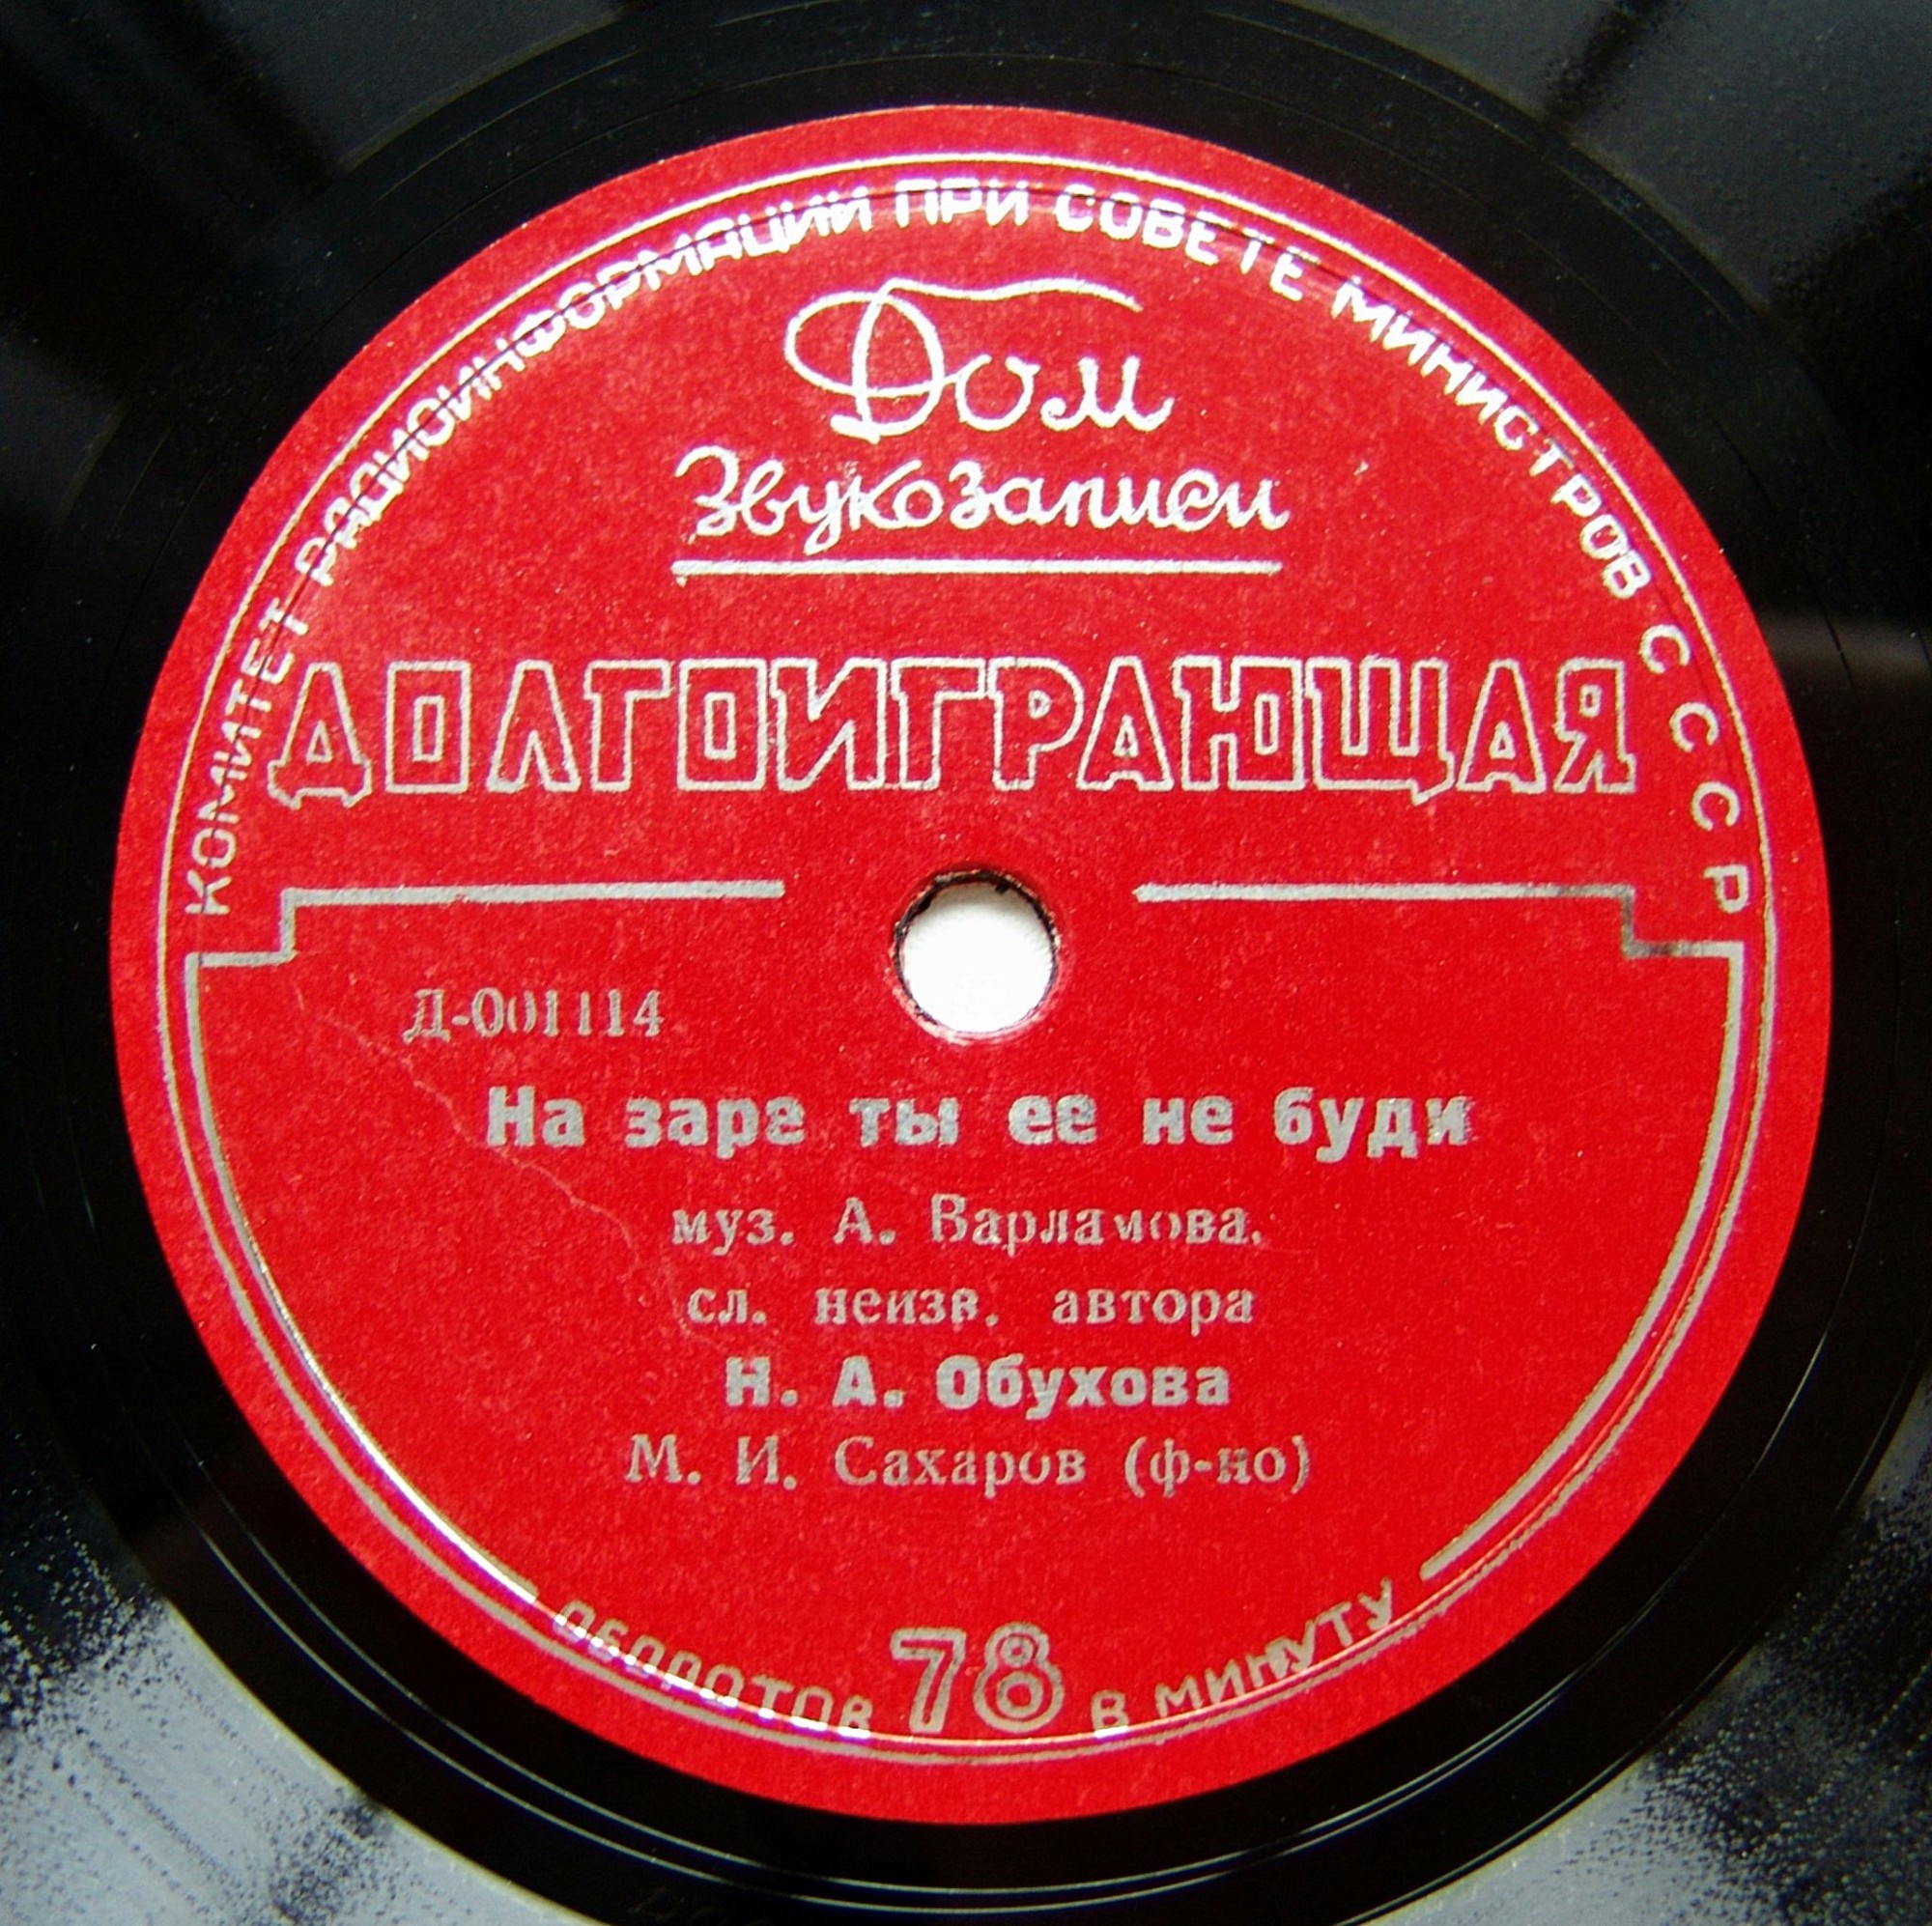 КОМИТЕТ РАДИОИНФОРМАЦИИ ПРИ СОВЕТЕ МИНИСТРОВ СССР
Дом
Звукозаписи
ДОЛГОИГРАЮЩАЯ
Д-001114
На заре ты ее не буди
муз. А. Варламова,
сл. неизв. автора
Н. А. Обухова
М. И. Сахаров (ф-но)
ОБОРОТОВ 78 В МИНУТУ